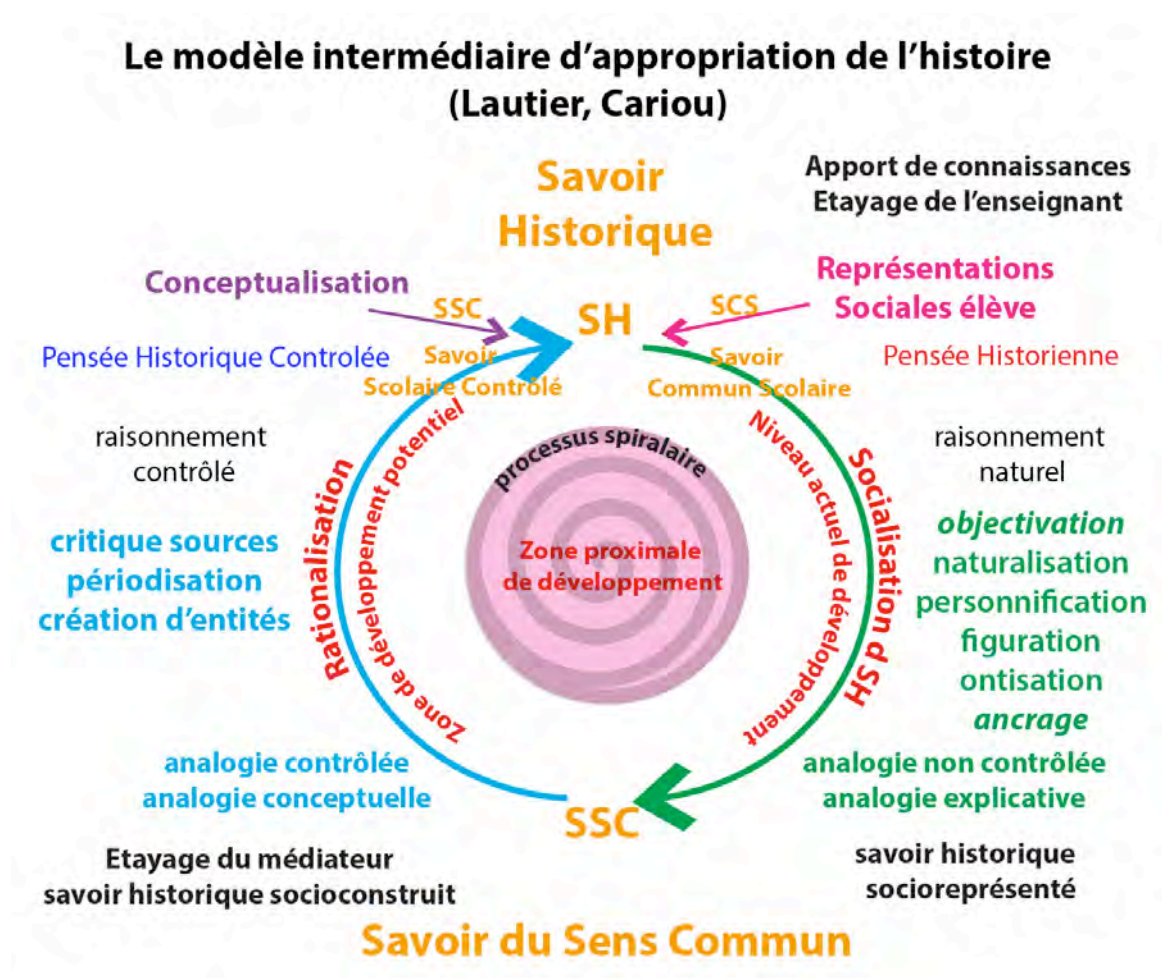 Le modèle intermédiaire d'appropriation de l'histoire
(Lautier, Cariou)
Savoir
Historique
Apport de connaissances
Etayage de l'enseignant
Conceptualisation
SSC
SH
SCS
Représentations
Sociales élève
Pensée Historique Controlée
Savoir
Scolaire Contrôlé
Savoir
Commun Scolaire
Pensée Historienne
raisonnement
contrôlé
critique sources
périodisation
création d'entités
Rationalisation
Zone de développement potentiel
processus spiralaire
Zone proximale
de développement
Niveau actuel de développement
Socialisation d SH
raisonnement
naturel
objectivation
naturalisation
personnification
figuration
ontisation
ancrage
analogie contrôlée
analogie conceptuelle
analogie non contrôlée
analogie explicative
SSC
Etayage du médiateur
savoir historique socioconstruit
savoir historique
socioreprésenté
Savoir du Sens Commun